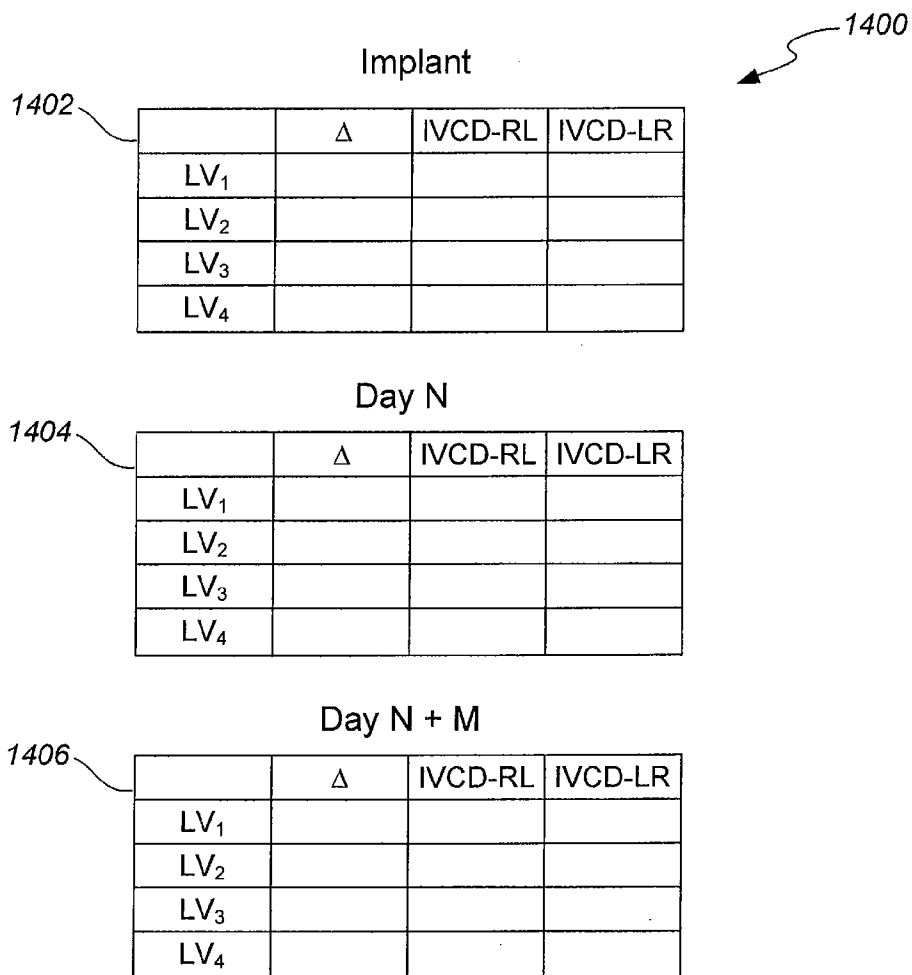 1400
Implant
1402
Δ IVCD-RL IVCD-LR
LV₁
LV₂
LV₃
LV₄
Day N
1404
Δ IVCD-RL IVCD-LR
LV₁
LV₂
LV₃
LV₄
Day N + M
1406
Δ IVCD-RL IVCD-LR
LV₁
LV₂
LV₃
LV₄